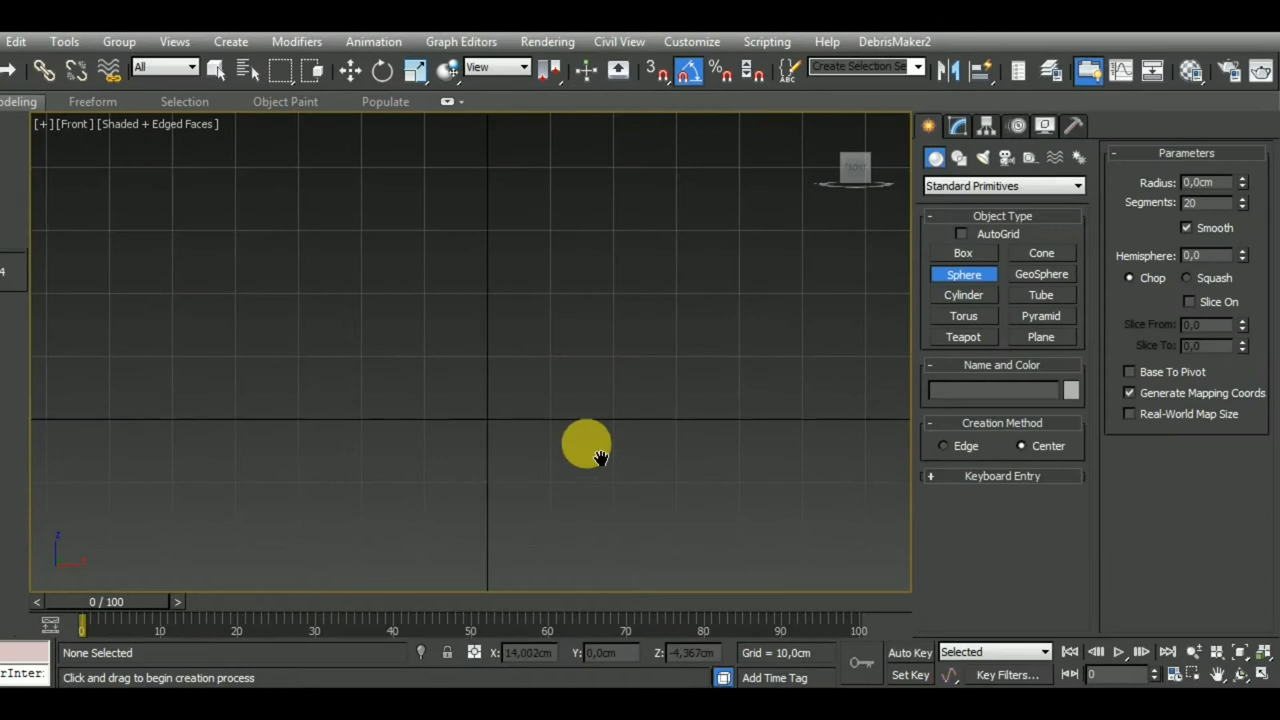 Edit Tools Group Views Create Modifiers Animation Graph Editors Rendering Civil View Customize Scripting Help DebrisMaker2
All View 3 Create Selection Se
odeling Freeform Selection Object Paint Populate
[+] [Front] [Shaded + Edged Faces]
FRONT
Standard Primitives
- Object Type
AutoGrid
Box Cone
Sphere GeoSphere
Cylinder Tube
Torus Pyramid
Teapot Plane
- Name and Color
- Creation Method
Edge Center
+ Keyboard Entry
- Parameters
Radius: 0,0cm
Segments: 20
Smooth
Hemisphere: 0,0
Chop Squash
Slice On
Slice From: 0,0
Slice To: 0,0
Base To Pivot
Generate Mapping Coords
Real-World Map Size
4
z
x
< 0 / 100 >
0 10 20 30 40 50 60 70 80 90 100
None Selected X: 14,002cm Y: 0,0cm Z: -4,367cm Grid = 10,0cm Auto Key Selected
rInter: Click and drag to begin creation process Add Time Tag Set Key Key Filters... 0